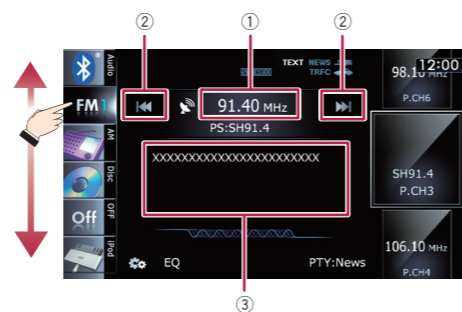 ② ① ②
Audio
TEXT NEWS
STEREO TRFC
12:00
98.10 MHz
P.CH6
FM1
91.40 MHz
PS:SH91.4
AM
XXXXXXXXXXXXXXXXXXXXXXXX
Disc
SH91.4
P.CH3
Off
OFF
106.10 MHz
P.CH4
iPod
EQ
PTY:News
③